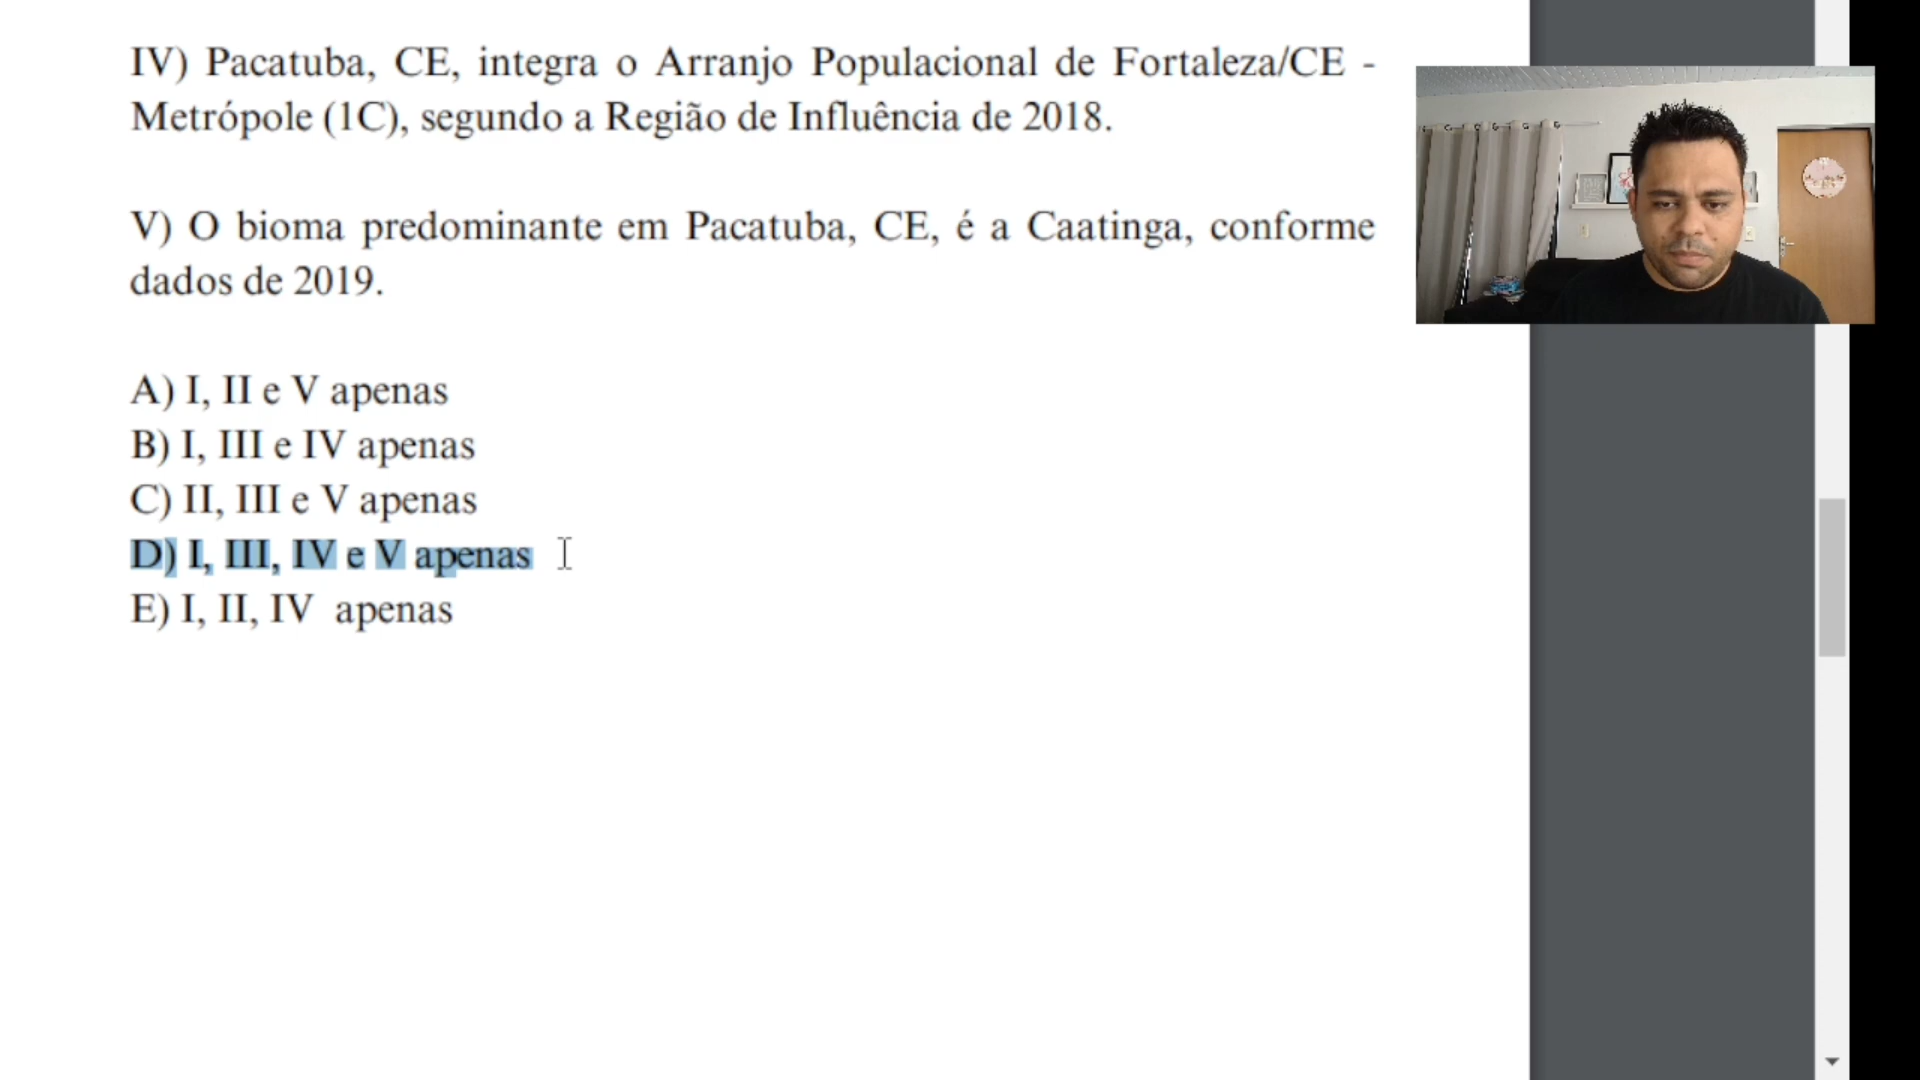 IV) Pacatuba, CE, integra o Arranjo Populacional de Fortaleza/CE -
Metrópole (1C), segundo a Região de Influência de 2018.
V) O bioma predominante em Pacatuba, CE, é a Caatinga, conforme
dados de 2019.
A) I, II e V apenas
B) I, III e IV apenas
C) II, III e V apenas
D) I, III, IV e V apenas
E) I, II, IV  apenas